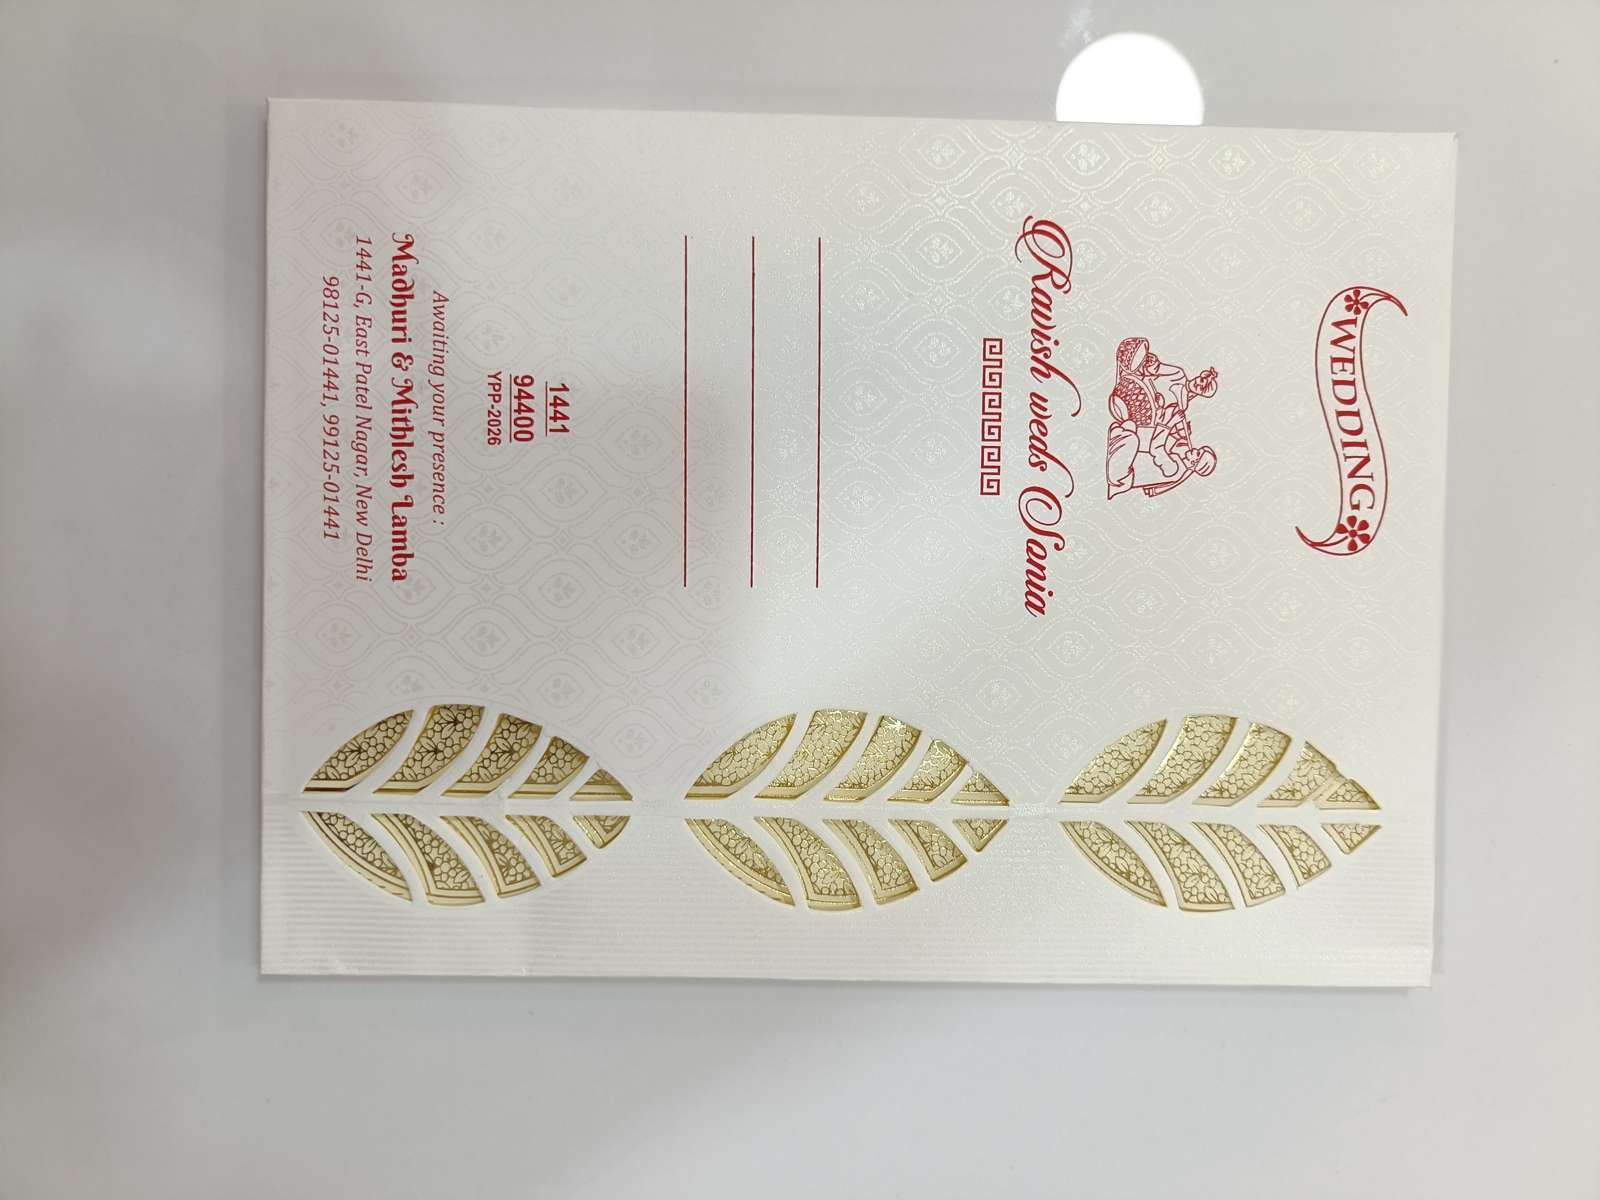 WEDDING
Ravish weds Sonia
1441
94400
YPP-2026
Awaiting your presence :
Madhuri & Mithlesh Lamba
1441-G, East Patel Nagar, New Delhi
98125-01441, 99125-01441